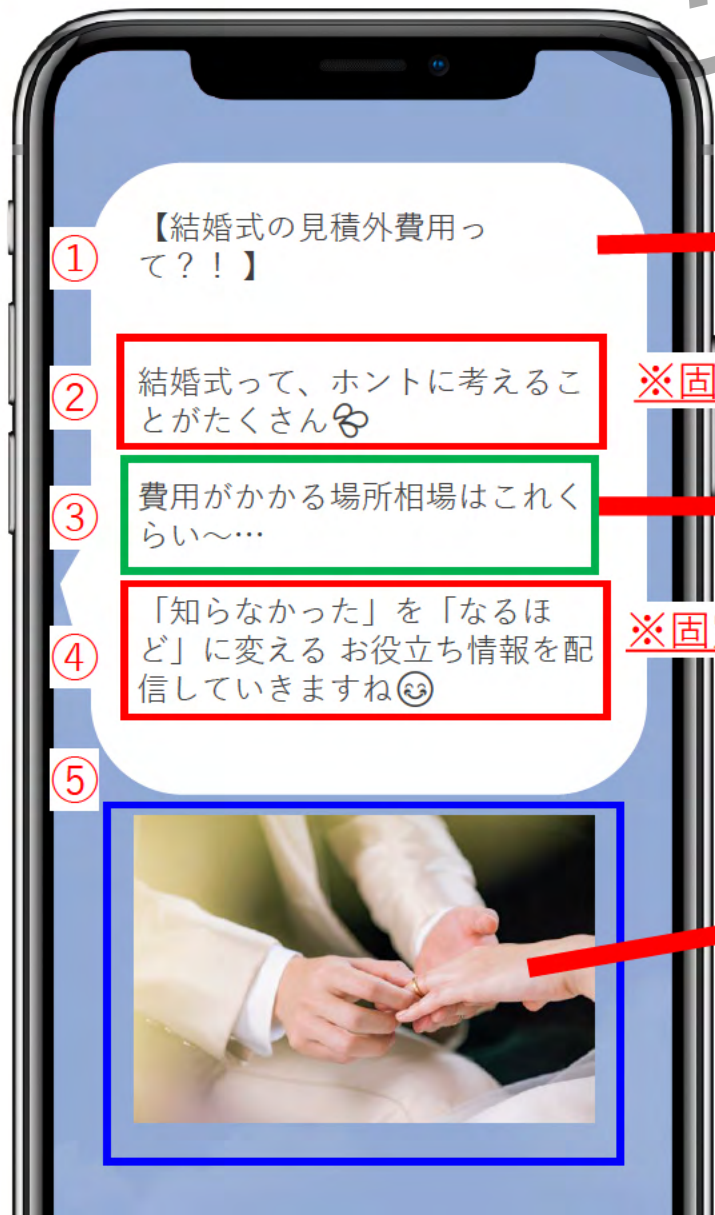 ①
【結婚式の見積外費用っ
て？！】
②
結婚式って、ホントに考えるこ
とがたくさん
※固
③
費用がかかる場所相場はこれく
らい～…
④
「知らなかった」を「なるほ
ど」に変える お役立ち情報を配
信していきますね😊
※固
⑤